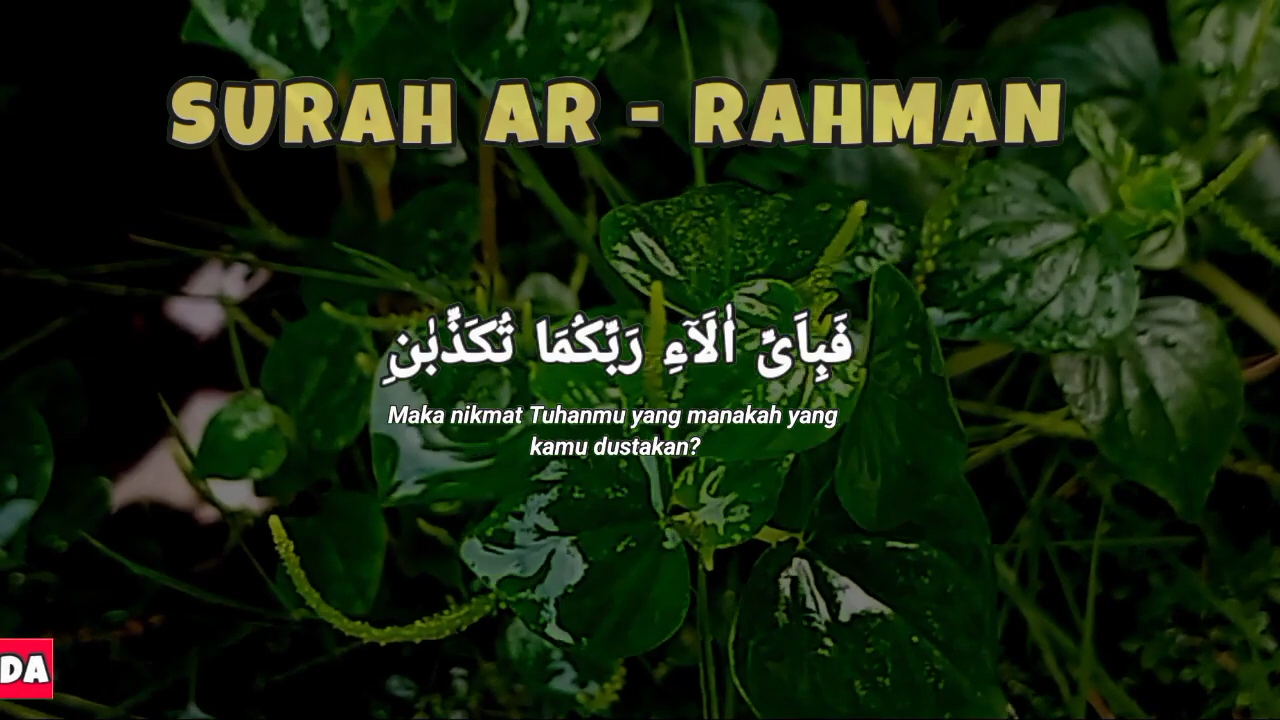 SURAH AR - RAHMAN
فَبِاَىِّ اٰلَاۤءِ رَبِّكُمَا تُكَذِّبٰنِ
Maka nikmat Tuhanmu yang manakah yang
kamu dustakan?
DA